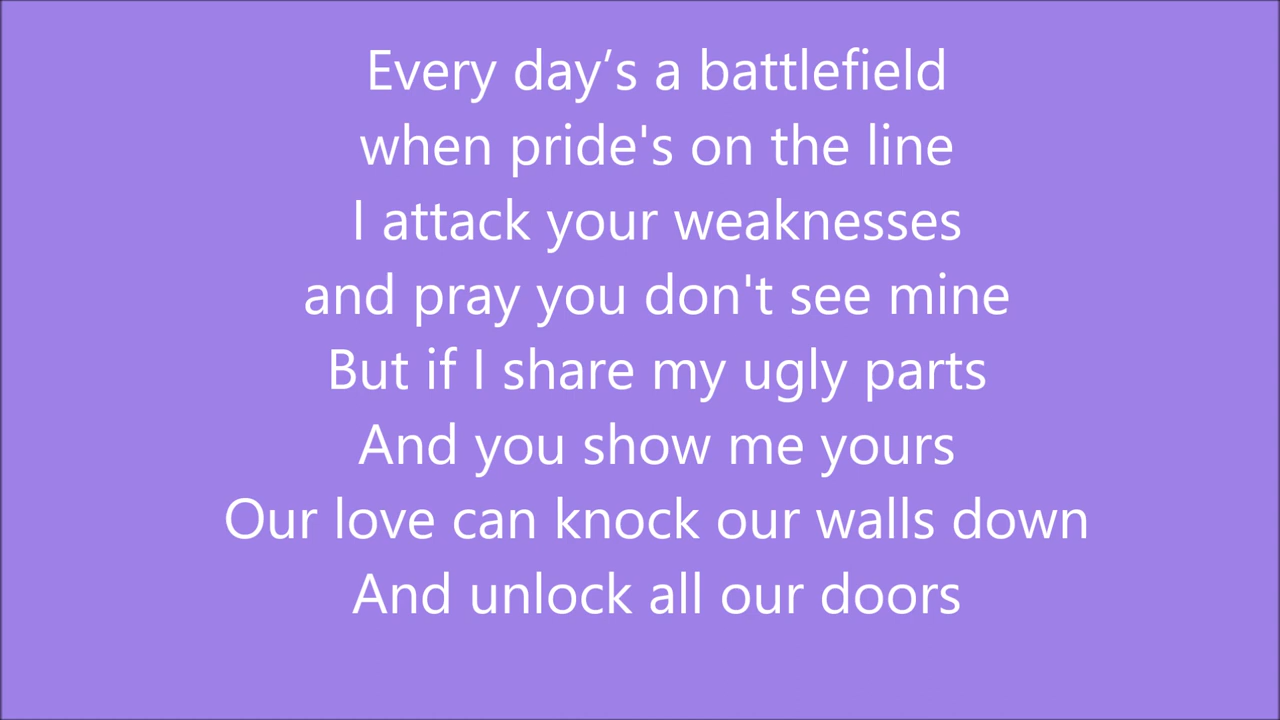 Every day’s a battlefield
when pride's on the line
I attack your weaknesses
and pray you don't see mine
But if I share my ugly parts
And you show me yours
Our love can knock our walls down
And unlock all our doors